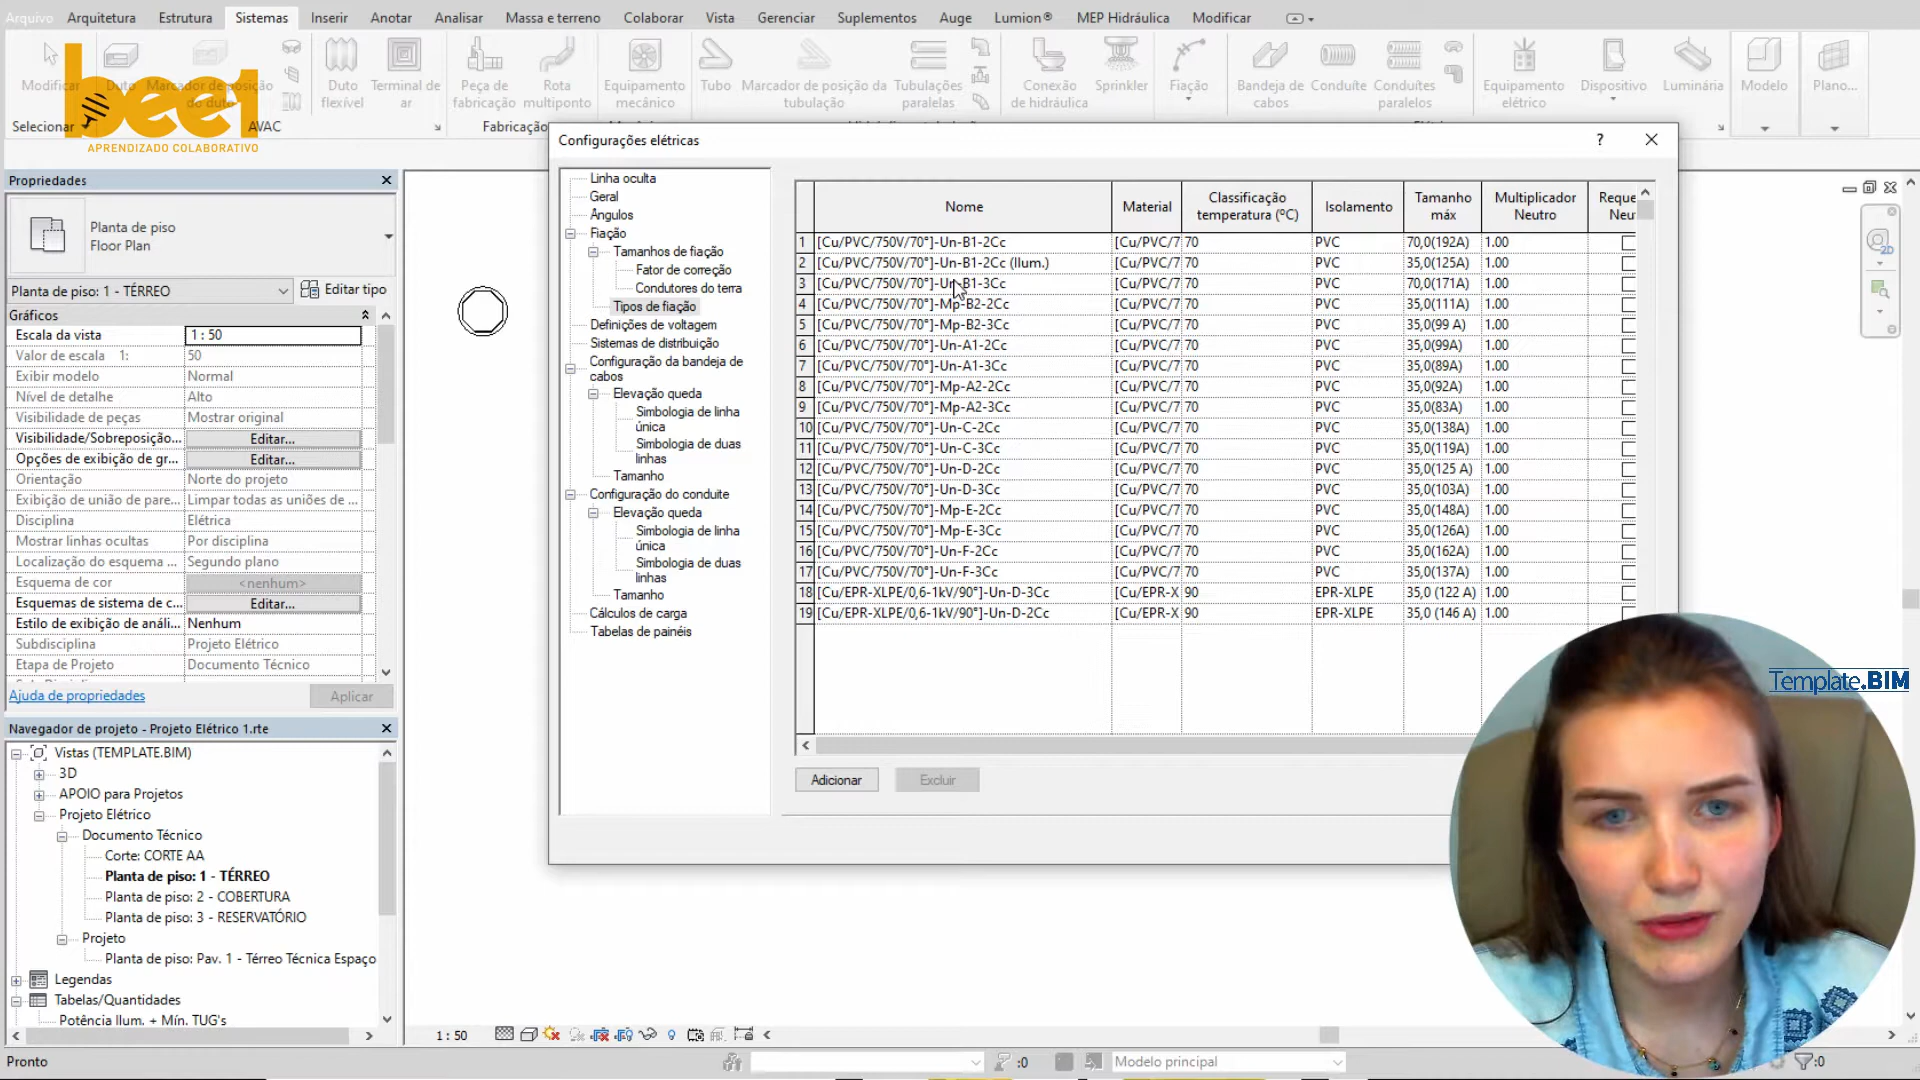 Arquivo Arquitetura Estrutura Sistemas Inserir Anotar Analisar Massa e terreno Colaborar Vista Gerenciar Suplementos Auge Lumion® MEP Hidráulica Modificar
Modificar
Duto
Marcador de posição do duto
Duto flexível
Terminal de ar
Peça de fabricação
Rota multiponto
Equipamento mecânico
Tubo
Marcador de posição da tubulação
Tubulações paralelas
Conexão de hidráulica
Sprinkler
Fiação
Bandeja de cabos
Conduite
Conduites paralelos
Equipamento elétrico
Dispositivo
Luminária
Modelo
Plano...
Selecionar
AVAC
Fabricação
bee1
APRENDIZADO COLABORATIVO
Propriedades
Planta de piso
Floor Plan
Planta de piso: 1 - TÉRREO
Editar tipo
Gráficos
Escala da vista 1 : 50
Valor de escala 1: 50
Exibir modelo Normal
Nível de detalhe Alto
Visibilidade de peças Mostrar original
Visibilidade/Sobreposição... Editar...
Opções de exibição de gr... Editar...
Orientação Norte do projeto
Exibição de união de pare... Limpar todas as uniões de ...
Disciplina Elétrica
Mostrar linhas ocultas Por disciplina
Localização do esquema ... Segundo plano
Esquema de cor <nenhum>
Esquemas de sistema de c... Editar...
Estilo de exibição de análi... Nenhum
Subdisciplina Projeto Elétrico
Etapa de Projeto Documento Técnico
Ajuda de propriedades
Aplicar
Navegador de projeto - Projeto Elétrico 1.rte
Vistas (TEMPLATE.BIM)
3D
APOIO para Projetos
Projeto Elétrico
Documento Técnico
Corte: CORTE AA
Planta de piso: 1 - TÉRREO
Planta de piso: 2 - COBERTURA
Planta de piso: 3 - RESERVATÓRIO
Projeto
Planta de piso: Pav. 1 - Térreo Técnica Espaço
Legendas
Tabelas/Quantidades
Potência Ilum. + Mín. TUG's
Configurações elétricas
Linha oculta
Geral
Ângulos
Fiação
Tamanhos de fiação
Fator de correção
Condutores do terra
Tipos de fiação
Definições de voltagem
Sistemas de distribuição
Configuração da bandeja de
cabos
Elevação queda
Simbologia de linha
única
Simbologia de duas
linhas
Tamanho
Configuração do conduite
Elevação queda
Simbologia de linha
única
Simbologia de duas
linhas
Tamanho
Cálculos de carga
Tabelas de painéis
Nome
Material
Classificação temperatura (ºC)
Isolamento
Tamanho máx
Multiplicador Neutro
1 [Cu/PVC/750V/70°]-Un-B1-2Cc [Cu/PVC/7 70 PVC 70,0(192A) 1.00
2 [Cu/PVC/750V/70°]-Un-B1-2Cc (Ilum.) [Cu/PVC/7 70 PVC 35,0(125A) 1.00
3 [Cu/PVC/750V/70°]-Un-B1-3Cc [Cu/PVC/7 70 PVC 70,0(171A) 1.00
4 [Cu/PVC/750V/70°]-Mp-B2-2Cc [Cu/PVC/7 70 PVC 35,0(111A) 1.00
5 [Cu/PVC/750V/70°]-Mp-B2-3Cc [Cu/PVC/7 70 PVC 35,0(99 A) 1.00
6 [Cu/PVC/750V/70°]-Un-A1-2Cc [Cu/PVC/7 70 PVC 35,0(99A) 1.00
7 [Cu/PVC/750V/70°]-Un-A1-3Cc [Cu/PVC/7 70 PVC 35,0(89A) 1.00
8 [Cu/PVC/750V/70°]-Mp-A2-2Cc [Cu/PVC/7 70 PVC 35,0(92A) 1.00
9 [Cu/PVC/750V/70°]-Mp-A2-3Cc [Cu/PVC/7 70 PVC 35,0(83A) 1.00
10 [Cu/PVC/750V/70°]-Un-C-2Cc [Cu/PVC/7 70 PVC 35,0(138A) 1.00
11 [Cu/PVC/750V/70°]-Un-C-3Cc [Cu/PVC/7 70 PVC 35,0(119A) 1.00
12 [Cu/PVC/750V/70°]-Un-D-2Cc [Cu/PVC/7 70 PVC 35,0(125 A) 1.00
13 [Cu/PVC/750V/70°]-Un-D-3Cc [Cu/PVC/7 70 PVC 35,0(103A) 1.00
14 [Cu/PVC/750V/70°]-Mp-E-2Cc [Cu/PVC/7 70 PVC 35,0(148A) 1.00
15 [Cu/PVC/750V/70°]-Mp-E-3Cc [Cu/PVC/7 70 PVC 35,0(126A) 1.00
16 [Cu/PVC/750V/70°]-Un-F-2Cc [Cu/PVC/7 70 PVC 35,0(162A) 1.00
17 [Cu/PVC/750V/70°]-Un-F-3Cc [Cu/PVC/7 70 PVC 35,0(137A) 1.00
18 [Cu/EPR-XLPE/0,6-1kV/90°]-Un-D-3Cc [Cu/EPR-X 90 EPR-XLPE 35,0 (122 A) 1.00
19 [Cu/EPR-XLPE/0,6-1kV/90°]-Un-D-2Cc [Cu/EPR-X 90 EPR-XLPE 35,0 (146 A) 1.00
Adicionar
Excluir
Template.BIM
1 : 50
Pronto
:0
Modelo principal
:0